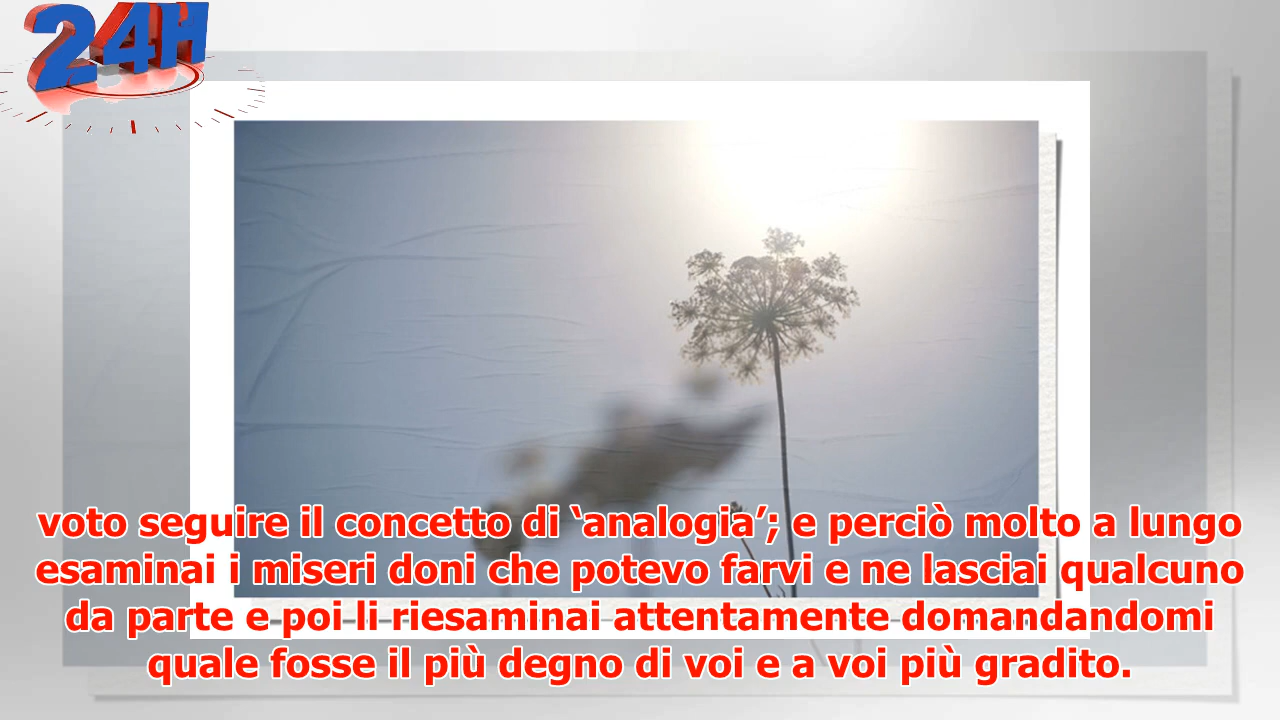 24H
voto seguire il concetto di ‘analogia’; e perciò molto a lungo
esaminai i miseri doni che potevo farvi e ne lasciai qualcuno
da parte e poi li riesaminai attentamente domandandomi
quale fosse il più degno di voi e a voi più gradito.